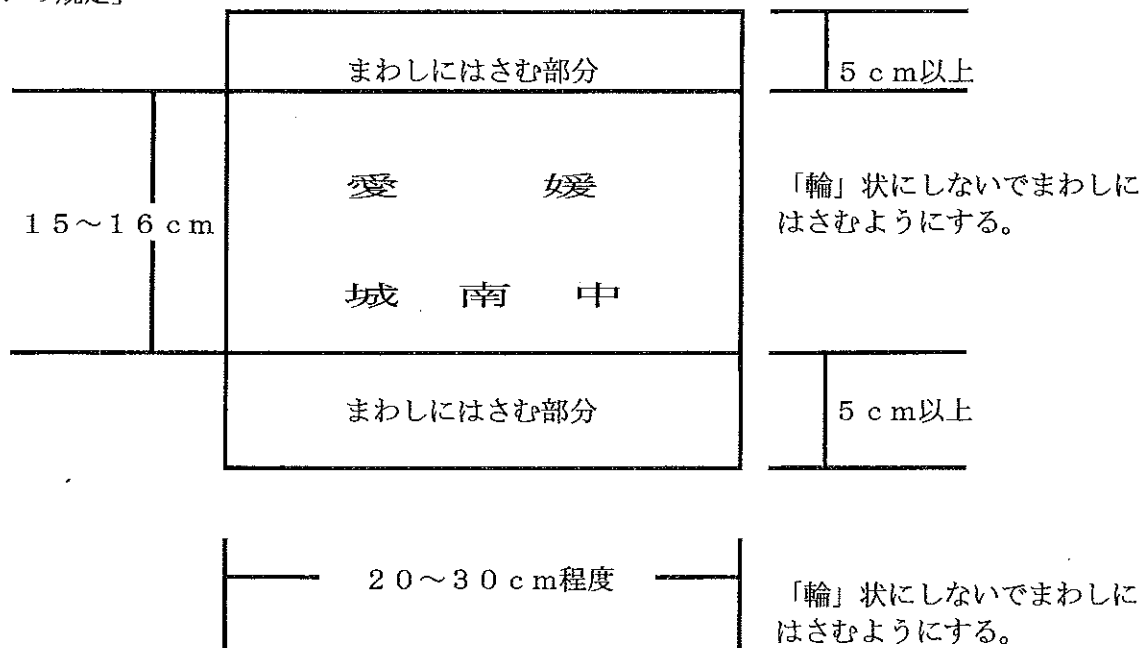 規定」
まわしにはさむ部分
5cm以上
愛 媛
「輪」状にしないでまわしに
はさむようにする。
15~16cm
城 南 中
まわしにはさむ部分
5cm以上
20~30cm程度
「輪」状にしないでまわしに
はさむようにする。